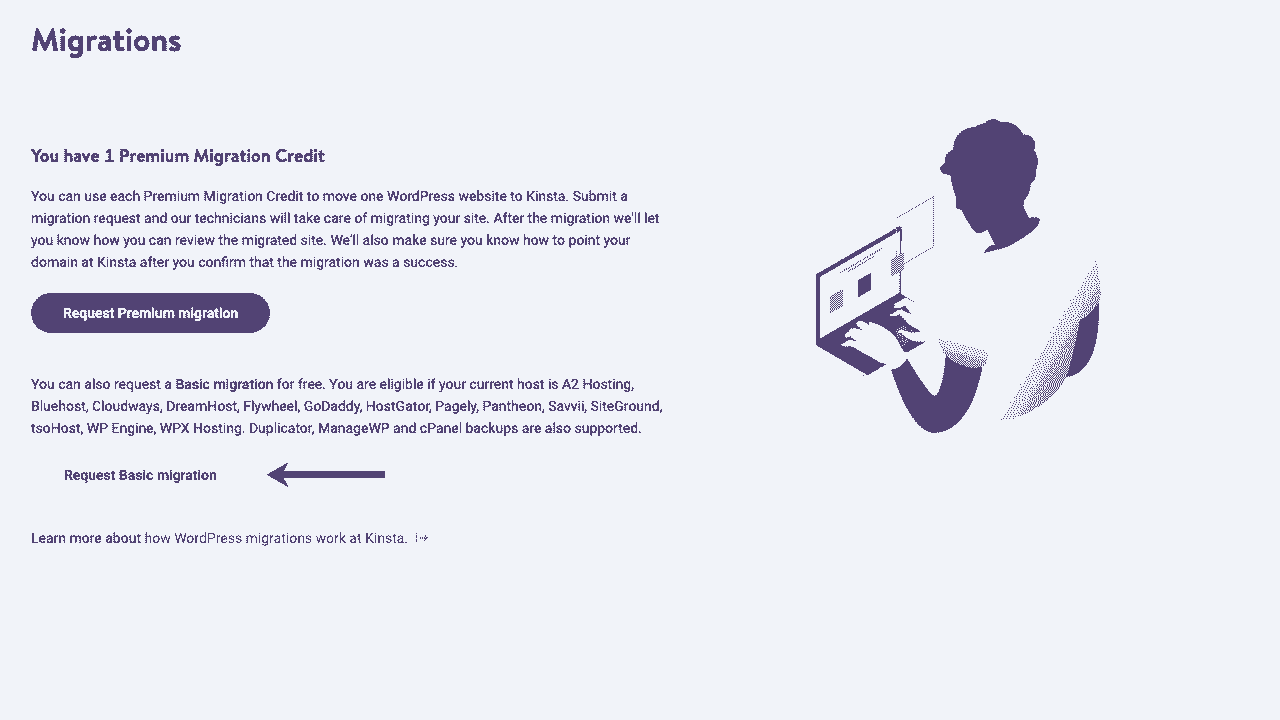 Migrations
You have 1 Premium Migration Credit
You can use each Premium Migration Credit to move one WordPress website to Kinsta. Submit a
migration request and our technicians will take care of migrating your site. After the migration we'll let
you know how you can review the migrated site. We'll also make sure you know how to point your
domain at Kinsta after you confirm that the migration was a success.
Request Premium migration
You can also request a Basic migration for free. You are eligible if your current host is A2 Hosting,
Bluehost, Cloudways, DreamHost, Flywheel, GoDaddy, HostGator, Pagely, Pantheon, Savvii, SiteGround,
tsoHost, WP Engine, WPX Hosting. Duplicator, ManageWP and cPanel backups are also supported.
Request Basic migration
Learn more about how WordPress migrations work at Kinsta.